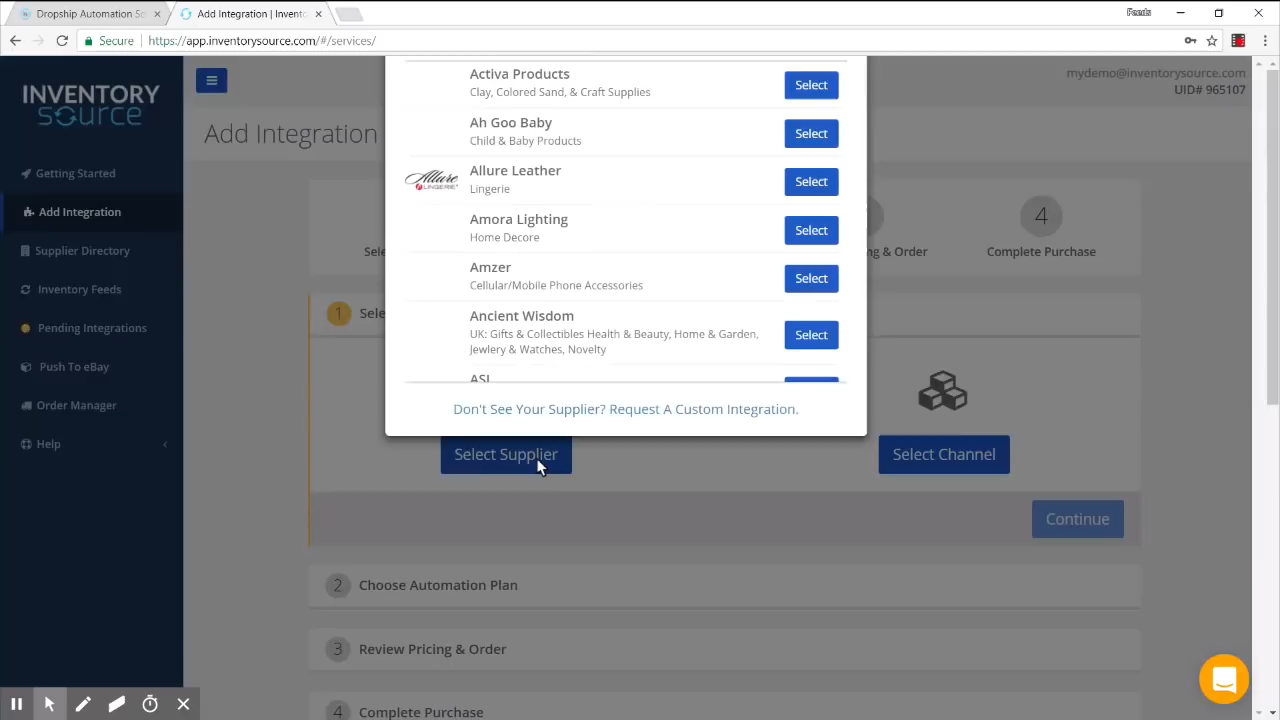 Dropship Automation So
Add Integration | Invent
Feeds
Secure
https://app.inventorysource.com/#/services/
INVENTORY
source
mydemo@inventorysource.com
UID# 965107
Add Integration
Getting Started
Add Integration
Supplier Directory
Inventory Feeds
Pending Integrations
Push To eBay
Order Manager
Help
Activa Products
Clay, Colored Sand, & Craft Supplies
Select
Ah Goo Baby
Child & Baby Products
Select
Allure
LINGERIE
Allure Leather
Lingerie
Select
Amora Lighting
Home Decore
Select
Amzer
Cellular/Mobile Phone Accessories
Select
Ancient Wisdom
UK: Gifts & Collectibles Health & Beauty, Home & Garden,
Jewlery & Watches, Novelty
Select
ASI
Don't See Your Supplier? Request A Custom Integration.
Sele
ng & Order
4
Complete Purchase
1 Sele
Select Supplier
Select Channel
Continue
2 Choose Automation Plan
3 Review Pricing & Order
4 Complete Purchase